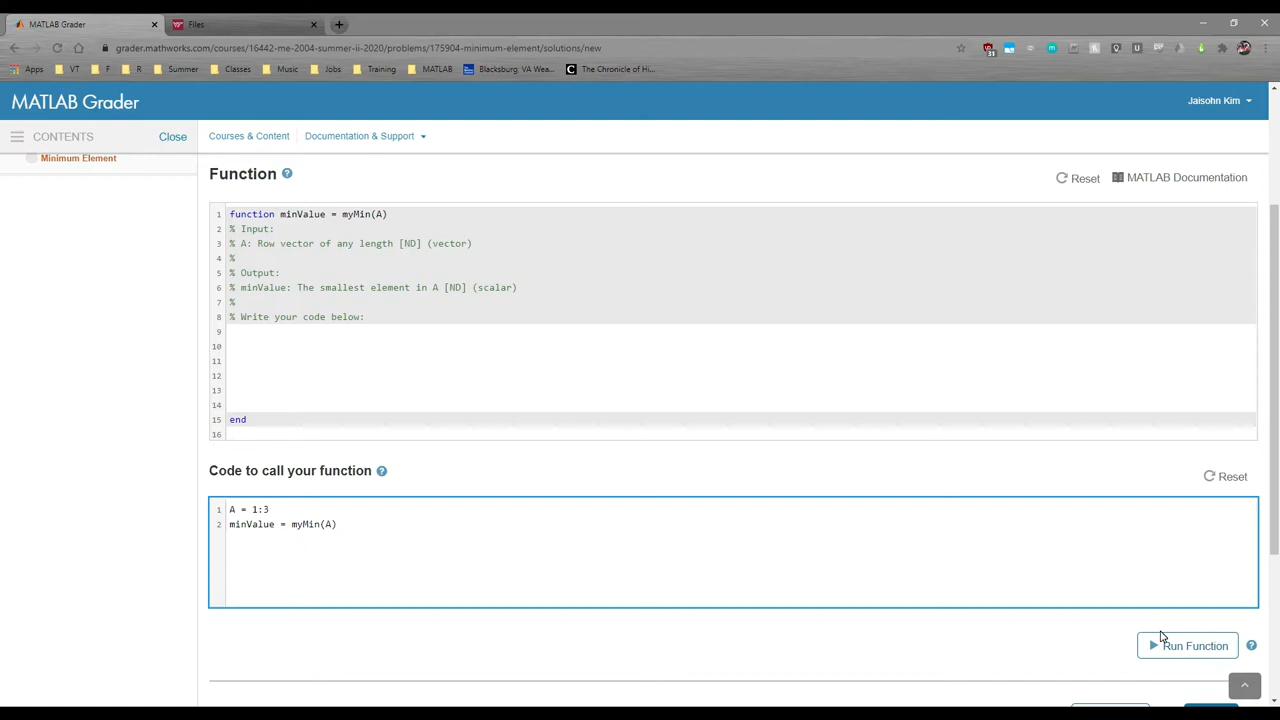 MATLAB Grader
Files
grader.mathworks.com/courses/16442-me-2004-summer-ii-2020/problems/175904-minimum-element/solutions/new
Apps VT F R Summer Classes Music Jobs Training MATLAB Blacksburg, VA Wea... The Chronicle of Hi...
MATLAB Grader
Jaisohn Kim
CONTENTS Close
Courses & Content Documentation & Support
Minimum Element
Function
Reset MATLAB Documentation
1 function minValue = myMin(A)
2 % Input:
3 % A: Row vector of any length [ND] (vector)
4 %
5 % Output:
6 % minValue: The smallest element in A [ND] (scalar)
7 %
8 % Write your code below:
9
10
11
12
13
14
15 end
16
Code to call your function
Reset
1 A = 1:3
2 minValue = myMin(A)
Run Function